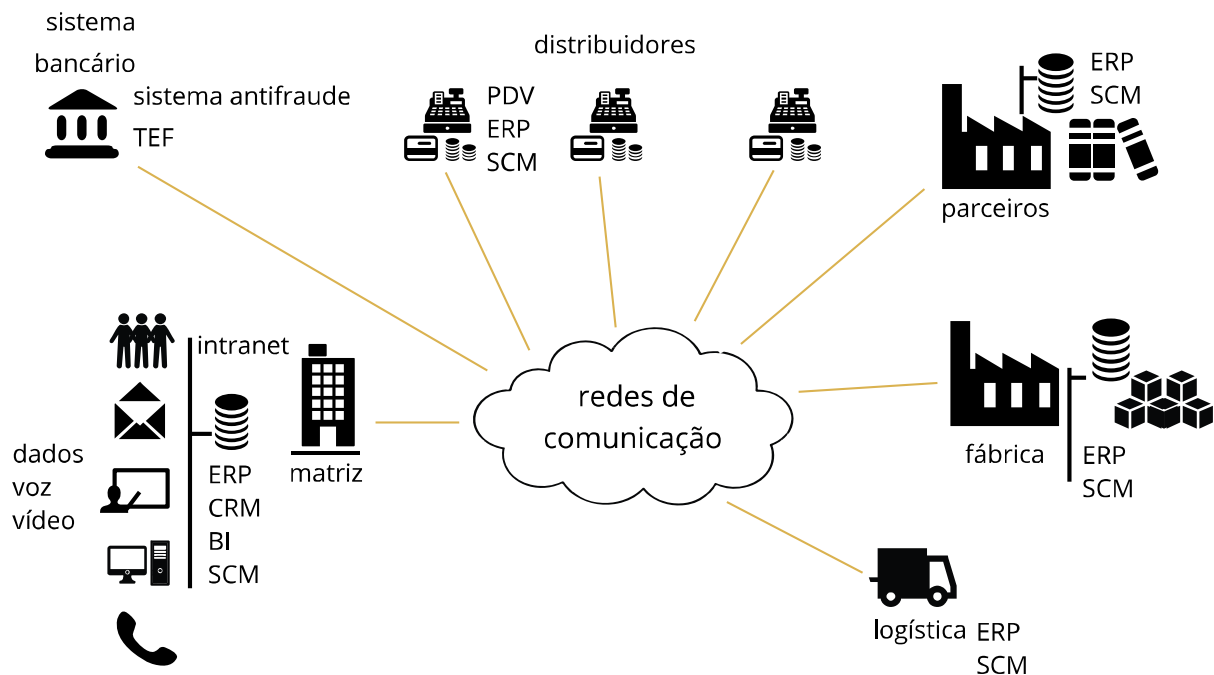 sistema
bancário
sistema antifraude
TEF
distribuidores
PDV
ERP
SCM
ERP
SCM
parceiros
intranet
dados
voz
vídeo
ERP
CRM
BI
SCM
matriz
redes de
comunicação
fábrica
ERP
SCM
logística
ERP
SCM